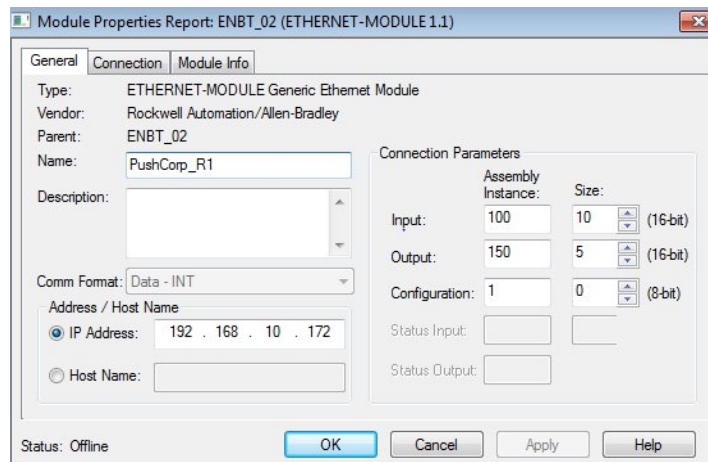 Module Properties Report: ENBT_02 (ETHERNET-MODULE 1.1)
General Connection Module Info
Type: ETHERNET-MODULE Generic Ethernet Module
Vendor: Rockwell Automation/Allen-Bradley
Parent: ENBT_02
Name: PushCorp_R1
Description:
Comm Format: Data - INT
Address / Host Name
IP Address: 192 . 168 . 10 . 172
Host Name:
Connection Parameters
Assembly
Instance: Size:
Input: 100 10 (16-bit)
Output: 150 5 (16-bit)
Configuration: 1 0 (8-bit)
Status Input:
Status Output:
Status: Offline OK Cancel Apply Help